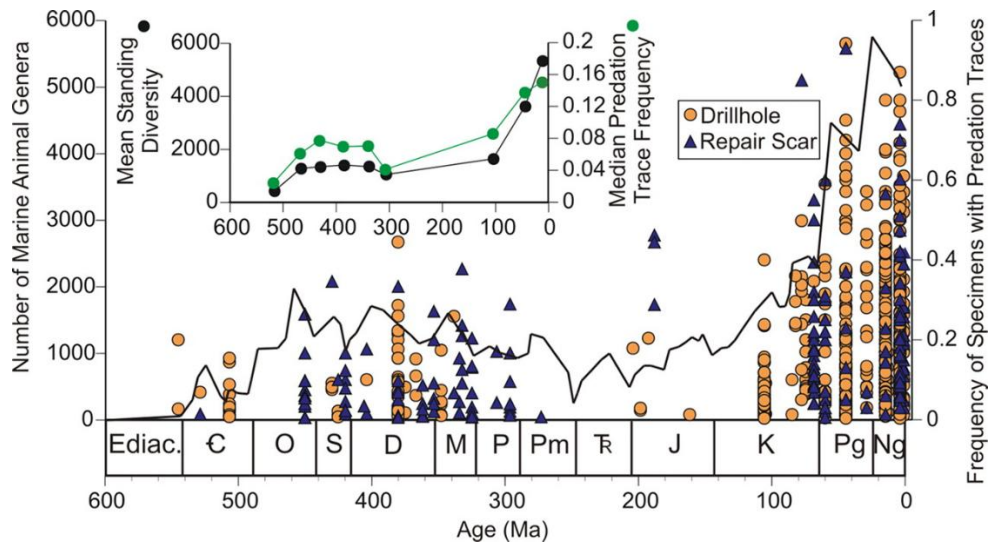 Number of Marine Animal Genera
6000
5000
4000
3000
2000
1000
0
Mean Standing
Diversity
6000
4000
2000
0
600 500 400 300 200 100 0
0.2
0.16
0.12
0.08
0.04
0
Median Predation
Trace Frequency
Drillhole
Repair Scar
1
0.8
0.6
0.4
0.2
0
Frequency of Specimens with Predation Traces
Ediac. Ꞓ O S D M P Pm TR J K Pg Ng
600 500 400 300 200 100 0
Age (Ma)